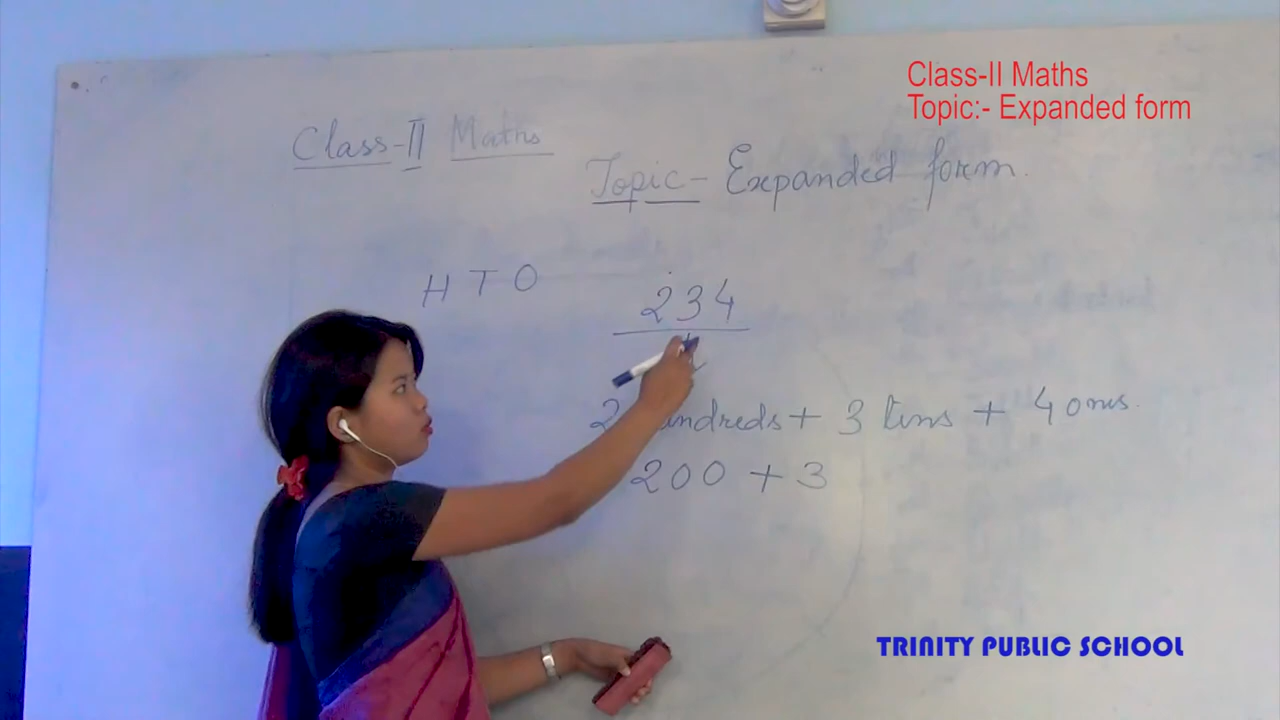 Class-II Maths
Topic:- Expanded form
Class-II Maths
Topic- Expanded form.
H T O
234
2 hundreds + 3 tens + 4 ones.
200 + 3
TRINITY PUBLIC SCHOOL